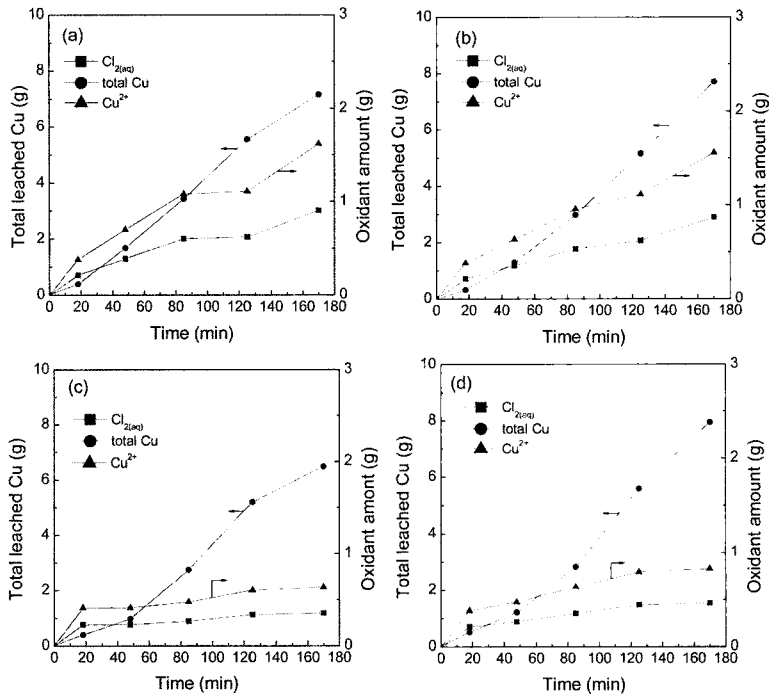 (a)
Cl2(aq)
total Cu
Cu2+
Total leached Cu (g)
10
8
6
4
2
0
Oxidant amount (g)
3
2
1
0
0 20 40 60 80 100 120 140 160 180
Time (min)
(b)
Cl2(aq)
total Cu
Cu2+
Total leached Cu (g)
10
8
6
4
2
0
Oxidant amount (g)
3
2
1
0
0 20 40 60 80 100 120 140 160 180
Time (min)
(c)
Cl2(aq)
total Cu
Cu2+
Total leached Cu (g)
10
8
6
4
2
0
Oxidant amont (g)
3
2
1
0
0 20 40 60 80 100 120 140 160 180
Time (min)
(d)
Cl2(aq)
total Cu
Cu2+
Total leached Cu (g)
10
8
6
4
2
0
Oxidant amount (g)
3
2
1
0
0 20 40 60 80 100 120 140 160 180
Time (min)